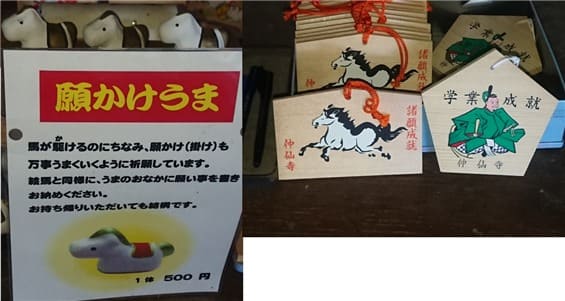 願かけうま
馬が駆けるのにちなみ、願かけ（掛け）も
か
万事うまくいくように祈願しています。
絵馬と同様に、うまのおなかに願い事を書き
お納めください。
お持ち帰りいただいても結構です。
1体 500円
諸願成就
仲仙寺
諸願成就
仲仙寺
学業成就
仲仙寺